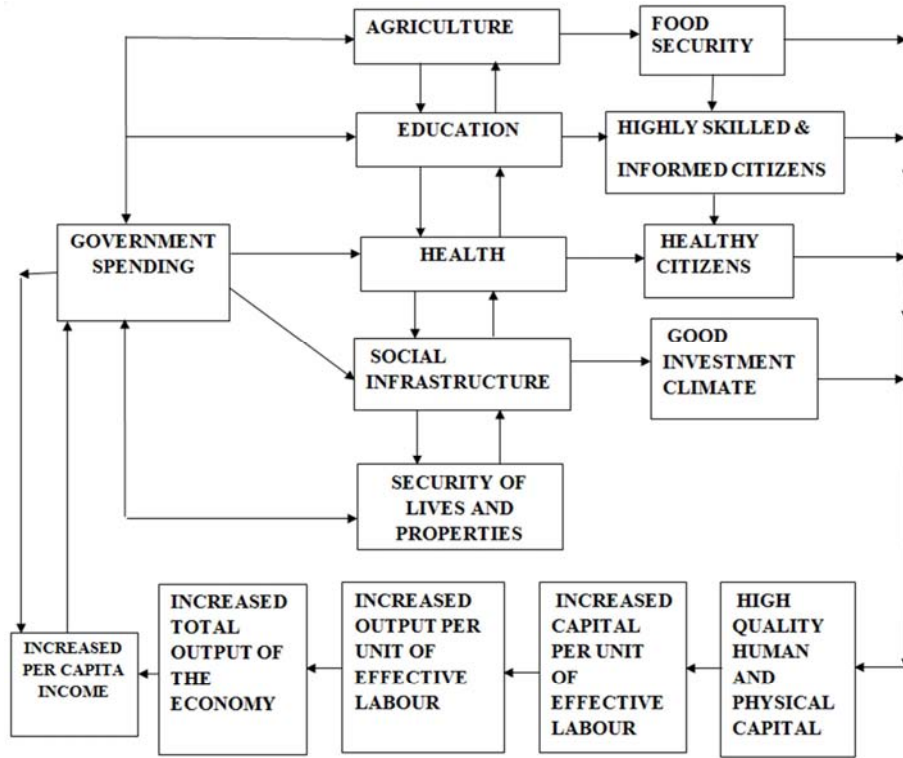 AGRICULTURE
FOOD
SECURITY
EDUCATION
HIGHLY SKILLED &
INFORMED CITIZENS
GOVERNMENT
SPENDING
HEALTH
HEALTHY
CITIZENS
SOCIAL
INFRASTRUCTURE
GOOD
INVESTMENT
CLIMATE
SECURITY OF
LIVES AND
PROPERTIES
INCREASED
PER CAPITA
INCOME
INCREASED
TOTAL
OUTPUT OF
THE
ECONOMY
INCREASED
OUTPUT PER
UNIT OF
EFFECTIVE
LABOUR
INCREASED
CAPITAL
PER UNIT
OF
EFFECTIVE
LABOUR
HIGH
QUALITY
HUMAN
AND
PHYSICAL
CAPITAL